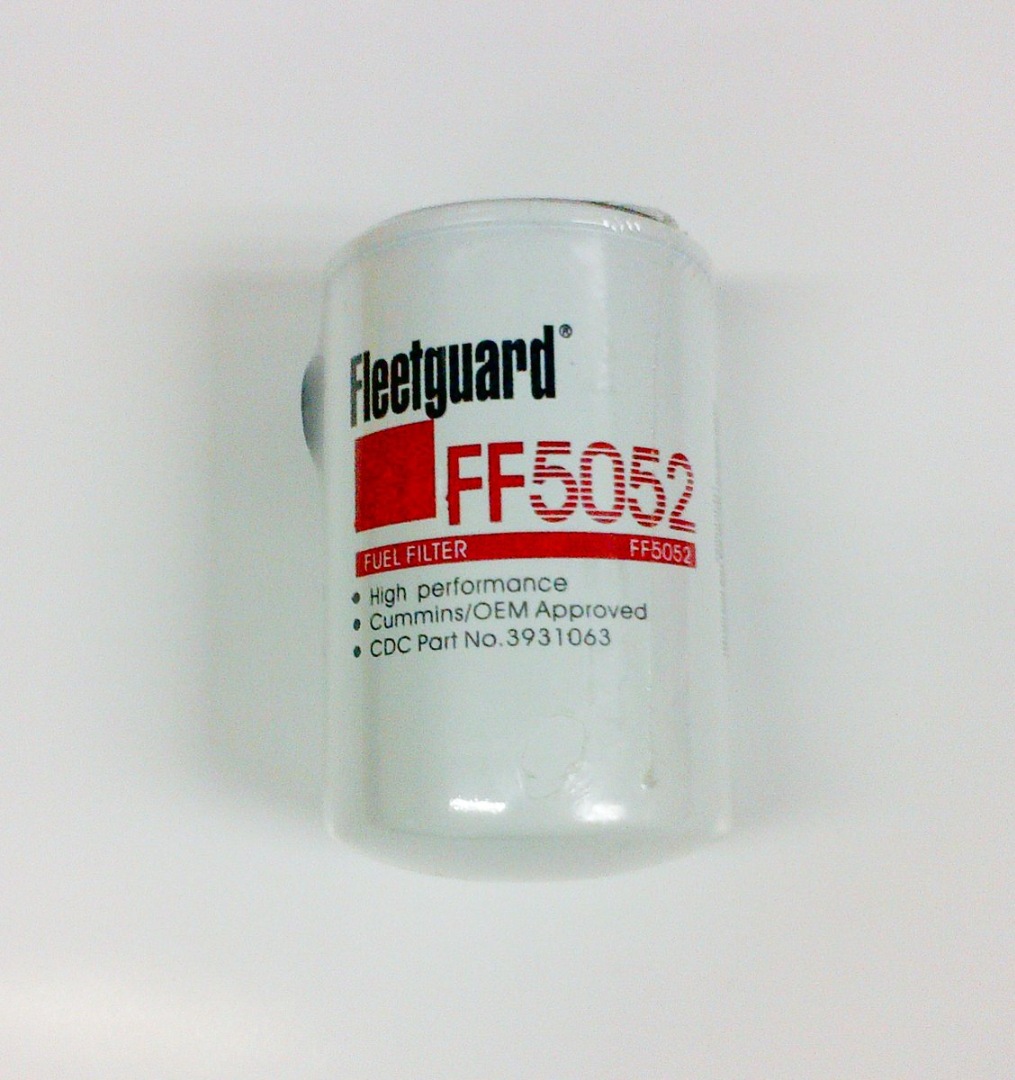 Fleetguard®
FF5052
FUEL FILTER FF5052
• High performance
• Cummins/OEM Approved
• CDC Part No.3931063